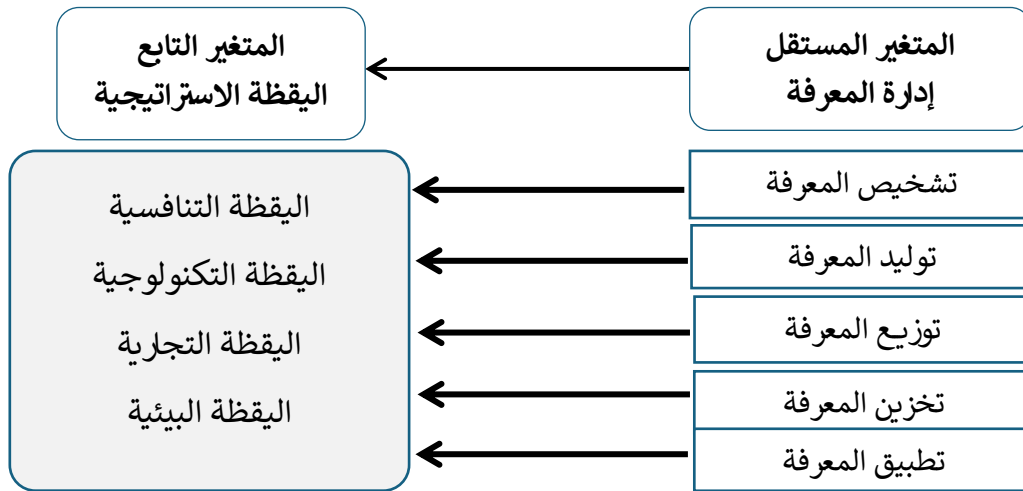 المتغير المستقل
إدارة المعرفة
المتغير التابع
اليقظة الاستراتيجية
تشخيص المعرفة
توليد المعرفة
توزيع المعرفة
تخزين المعرفة
تطبيق المعرفة
اليقظة التنافسية
اليقظة التكنولوجية
اليقظة التجارية
اليقظة البيئية